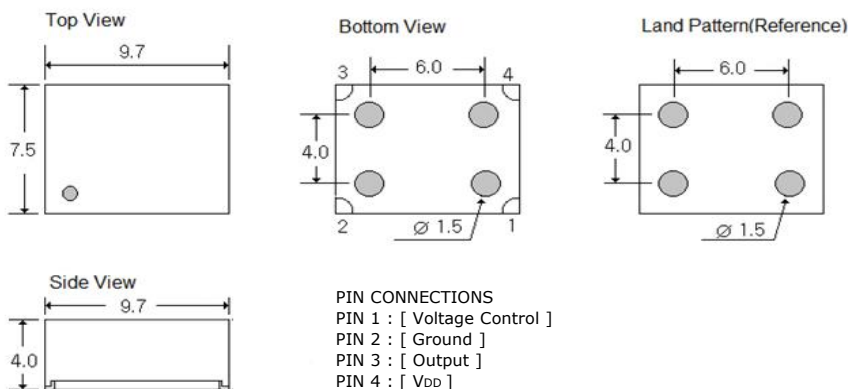 Top View
9.7
7.5
Bottom View
3
6.0
4
4.0
2
Ø 1.5
1
Land Pattern(Reference)
6.0
4.0
Ø 1.5
Side View
9.7
4.0
PIN CONNECTIONS
PIN 1 : [ Voltage Control ]
PIN 2 : [ Ground ]
PIN 3 : [ Output ]
PIN 4 : [ VDD ]